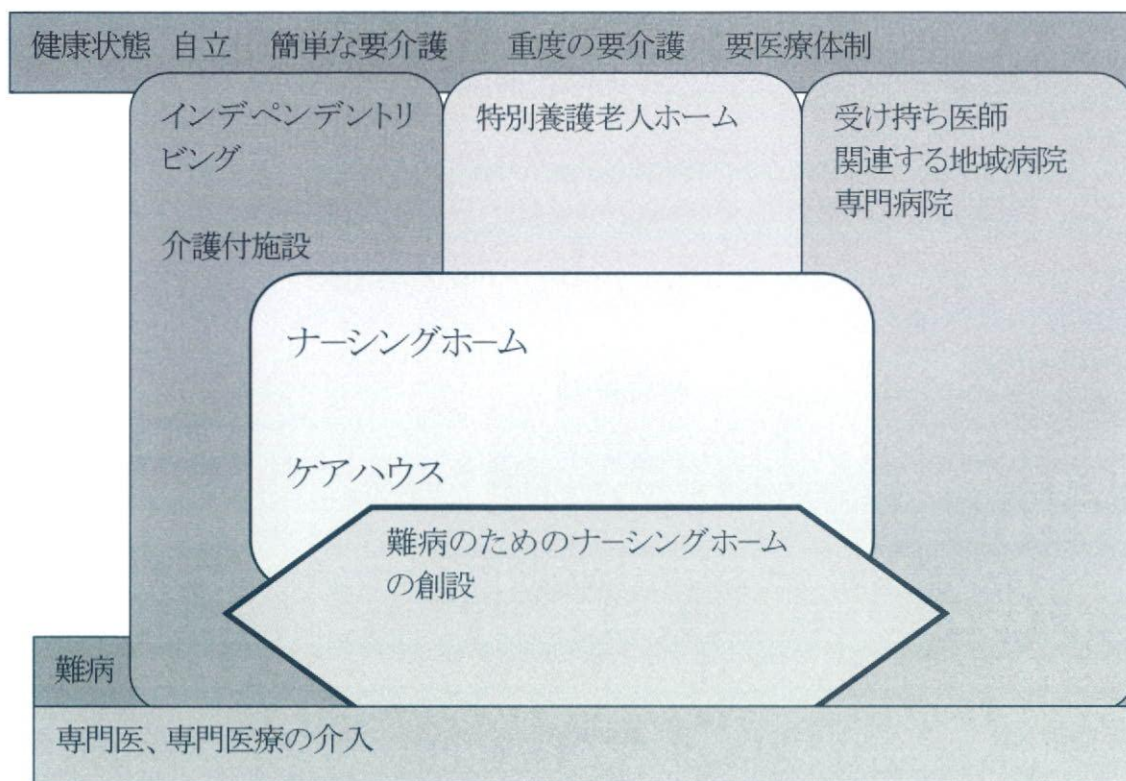 健康状態 自立 簡単な要介護 重度の要介護 要医療体制
インデペンデントリ
ビング
介護付施設
特別養護老人ホーム
受け持ち医師
関連する地域病院
専門病院
ナーシングホーム
ケアハウス
難病のためのナーシングホーム
の創設
難病
専門医、専門医療の介入